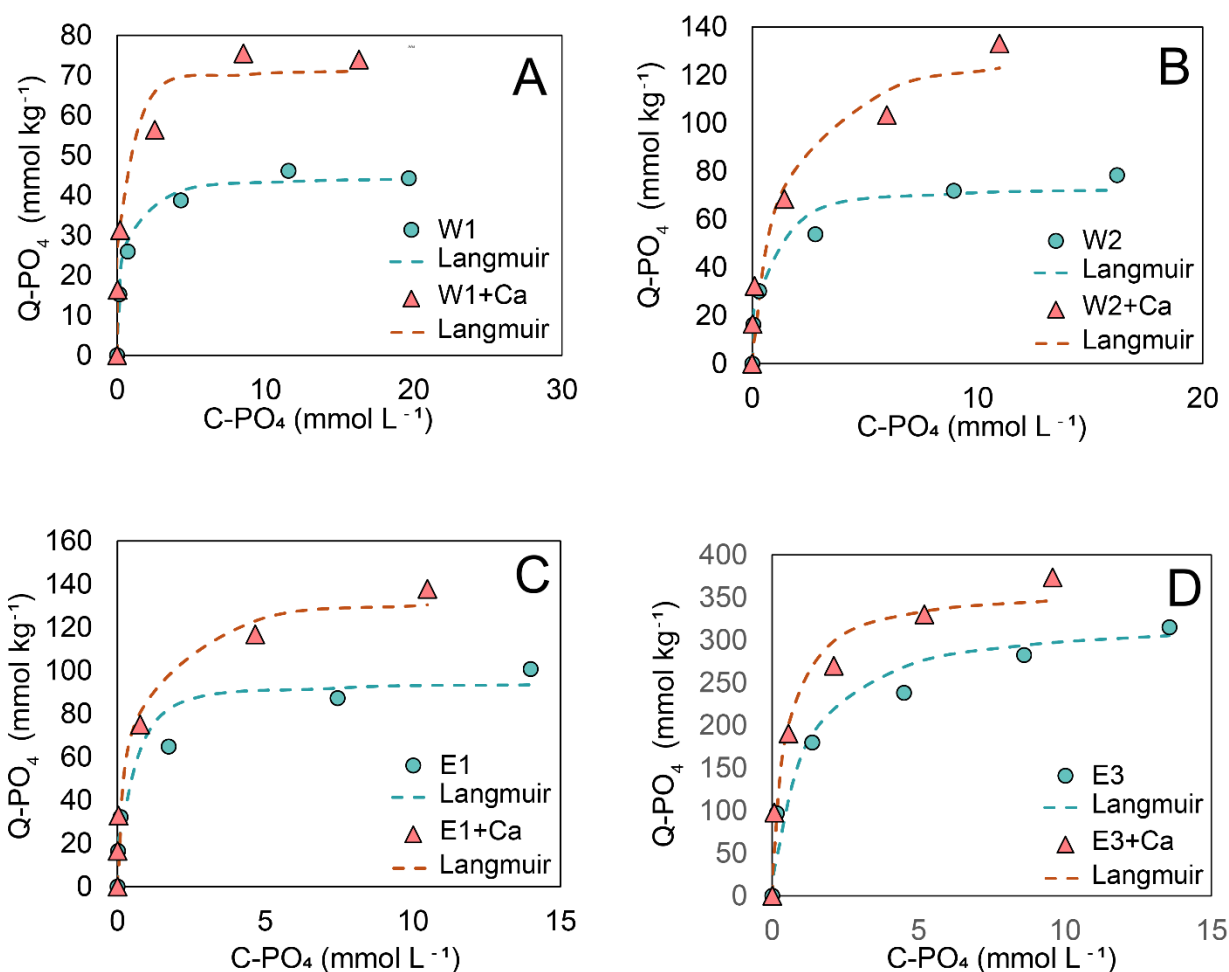 A
80
70
60
50
40
30
20
10
0
Q-PO₄ (mmol kg⁻¹)
W1
Langmuir
W1+Ca
Langmuir
0 10 20 30
C-PO₄ (mmol L ⁻¹)
B
140
120
100
80
60
40
20
0
Q-PO₄ (mmol kg⁻¹)
W2
Langmuir
W2+Ca
Langmuir
0 10 20
C-PO₄ (mmol L ⁻¹)
C
160
140
120
100
80
60
40
20
0
Q-PO₄ (mmol kg⁻¹)
E1
Langmuir
E1+Ca
Langmuir
0 5 10 15
C-PO₄ (mmol L ⁻¹)
D
400
350
300
250
200
150
100
50
0
Q-PO₄ (mmol kg⁻¹)
E3
Langmuir
E3+Ca
Langmuir
0 5 10 15
C-PO₄ (mmol L ⁻¹)